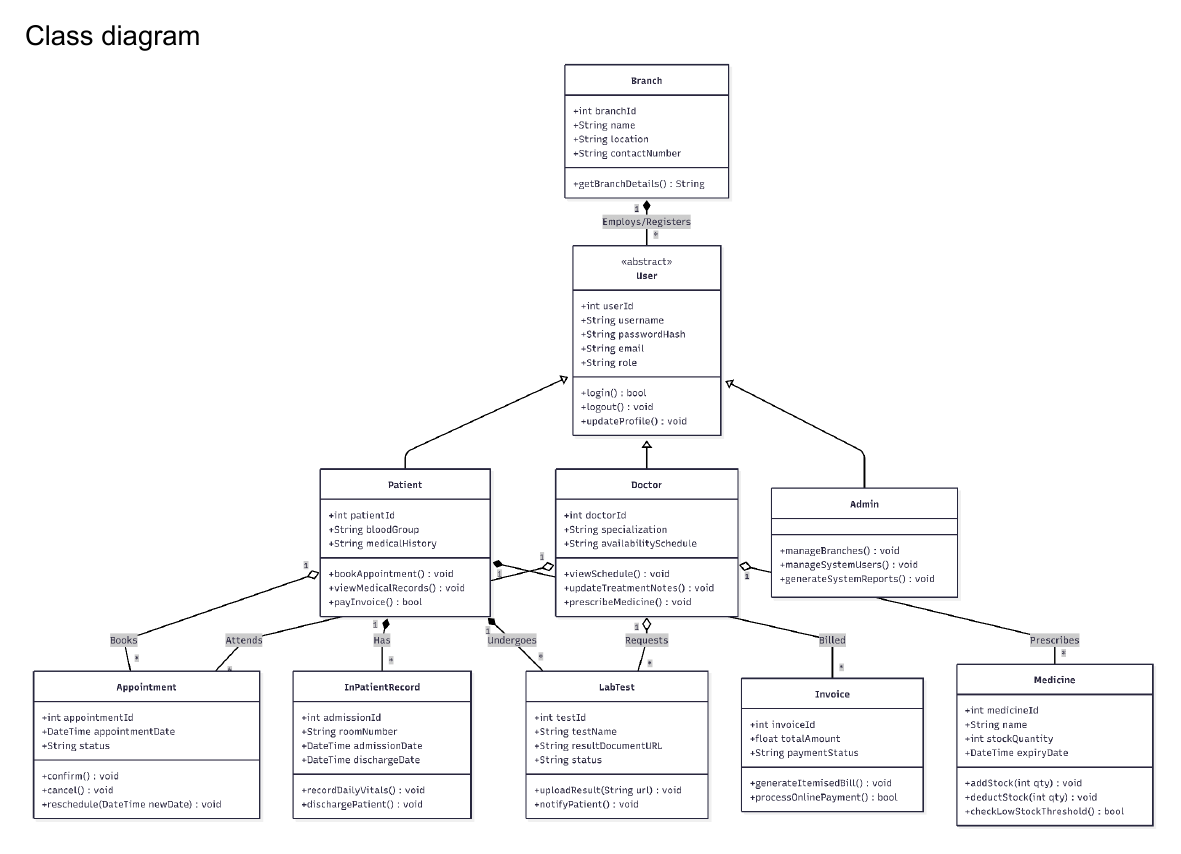 Class diagram
Branch
+int branchId
+String name
+String location
+String contactNumber
+getBranchDetails() : String
1
Employs/Registers
*
«abstract»
User
+int userId
+String username
+String passwordHash
+String email
+String role
+login() : bool
+logout() : void
+updateProfile() : void
Patient
+int patientId
+String bloodGroup
+String medicalHistory
+bookAppointment() : void
+viewMedicalRecords() : void
+payInvoice() : bool
Doctor
+int doctorId
+String specialization
+String availabilitySchedule
+viewSchedule() : void
+updateTreatmentNotes() : void
+prescribeMedicine() : void
Admin
+manageBranches() : void
+manageSystemUsers() : void
+generateSystemReports() : void
1
1
1
1
1
1
1
Books
Attends
Has
Undergoes
Requests
Billed
Prescribes
*
*
*
*
*
*
*
Appointment
+int appointmentId
+DateTime appointmentDate
+String status
+confirm() : void
+cancel() : void
+reschedule(DateTime newDate) : void
InPatientRecord
+int admissionId
+String roomNumber
+DateTime admissionDate
+DateTime dischargeDate
+recordDailyVitals() : void
+dischargePatient() : void
LabTest
+int testId
+String testName
+String resultDocumentURL
+String status
+uploadResult(String url) : void
+notifyPatient() : void
Invoice
+int invoiceId
+float totalAmount
+String paymentStatus
+generateItemisedBill() : void
+processOnlinePayment() : bool
Medicine
+int medicineId
+String name
+int stockQuantity
+DateTime expiryDate
+addStock(int qty) : void
+deductStock(int qty) : void
+checkLowStockThreshold() : bool